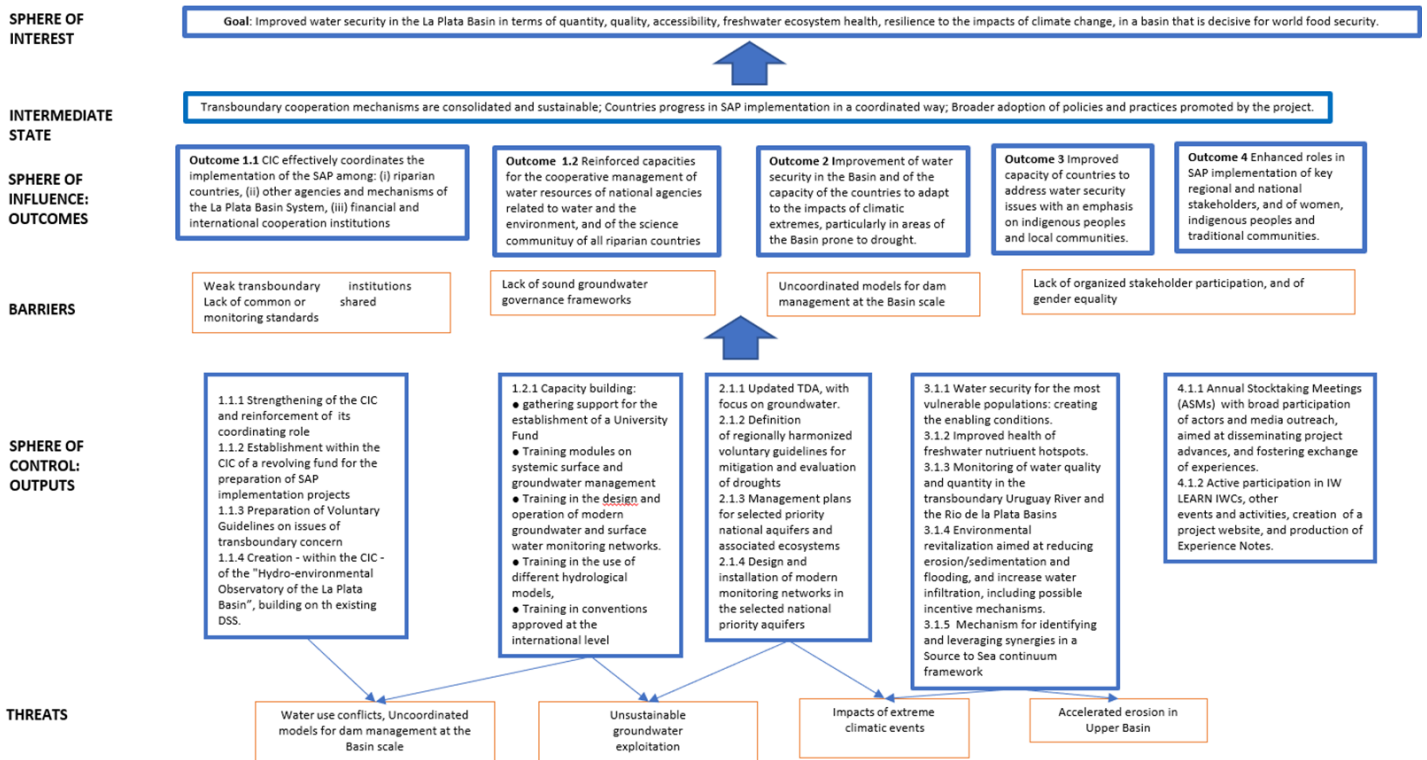 SPHERE OF
INTEREST
Goal: Improved water security in the La Plata Basin in terms of quantity, quality, accessibility, freshwater ecosystem health, resilience to the impacts of climate change, in a basin that is decisive for world food security.
INTERMEDIATE
STATE
Transboundary cooperation mechanisms are consolidated and sustainable; Countries progress in SAP implementation in a coordinated way; Broader adoption of policies and practices promoted by the project.
SPHERE OF
INFLUENCE:
OUTCOMES
Outcome 1.1 CIC effectively coordinates the
implementation of the SAP among: (i) riparian
countries, (ii) other agencies and mechanisms of
the La Plata Basin System, (iii) financial and
international cooperation institutions
Outcome 1.2 Reinforced capacities
for the cooperative management of
water resources of national agencies
related to water and the
environment, and of the science
communituy of all riparian countries
Outcome 2 Improvement of water
security in the Basin and of the
capacity of the countries to adapt
to the impacts of climatic
extremes, particularly in areas of
the Basin prone to drought.
Outcome 3 Improved
capacity of countries to
address water security
issues with an emphasis
on indigenous peoples
and local communities.
Outcome 4 Enhanced roles in
SAP implementation of key
regional and national
stakeholders, and of women,
indigenous peoples and
traditional communities.
BARRIERS
Weak transboundary institutions
Lack of common or shared
monitoring standards
Lack of sound groundwater
governance frameworks
Uncoordinated models for dam
management at the Basin scale
Lack of organized stakeholder participation, and of
gender equality
SPHERE OF
CONTROL:
OUTPUTS
1.1.1 Strengthening of the CIC
and reinforcement of its
coordinating role
1.1.2 Establishment within the
CIC of a revolving fund for the
preparation of SAP
implementation projects
1.1.3 Preparation of Voluntary
Guidelines on issues of
transboundary concern
1.1.4 Creation - within the CIC -
of the "Hydro-environmental
Observatory of the La Plata
Basin", building on th existing
DSS.
1.2.1 Capacity building:
● gathering support for the
establishment of a University
Fund
● Training modules on
systemic surface and
groundwater management
● Training in the design and
operation of modern
groundwater and surface
water monitoring networks.
● Training in the use of
different hydrological
models,
● Training in conventions
approved at the
international level
2.1.1 Updated TDA, with
focus on groundwater.
2.1.2 Definition
of regionally harmonized
voluntary guidelines for
mitigation and evaluation
of droughts
2.1.3 Management plans
for selected priority
national aquifers and
associated ecosystems
2.1.4 Design and
installation of modern
monitoring networks in
the selected national
priority aquifers
3.1.1 Water security for the most
vulnerable populations: creating
the enabling conditions.
3.1.2 Improved health of
freshwater nutriuent hotspots.
3.1.3 Monitoring of water quality
and quantity in the
transboundary Uruguay River and
the Rio de la Plata Basins
3.1.4 Environmental
revitalization aimed at reducing
erosion/sedimentation and
flooding, and increase water
infiltration, including possible
incentive mechanisms.
3.1.5 Mechanism for identifying
and leveraging synergies in a
Source to Sea continuum
framework
4.1.1 Annual Stocktaking Meetings
(ASMs) with broad participation
of actors and media outreach,
aimed at disseminating project
advances, and fostering exchange
of experiences.
4.1.2 Active participation in IW
LEARN IWCs, other
events and activities, creation of a
project website, and production of
Experience Notes.
THREATS
Water use conflicts, Uncoordinated
models for dam management at the
Basin scale
Unsustainable
groundwater
exploitation
Impacts of extreme
climatic events
Accelerated erosion in
Upper Basin